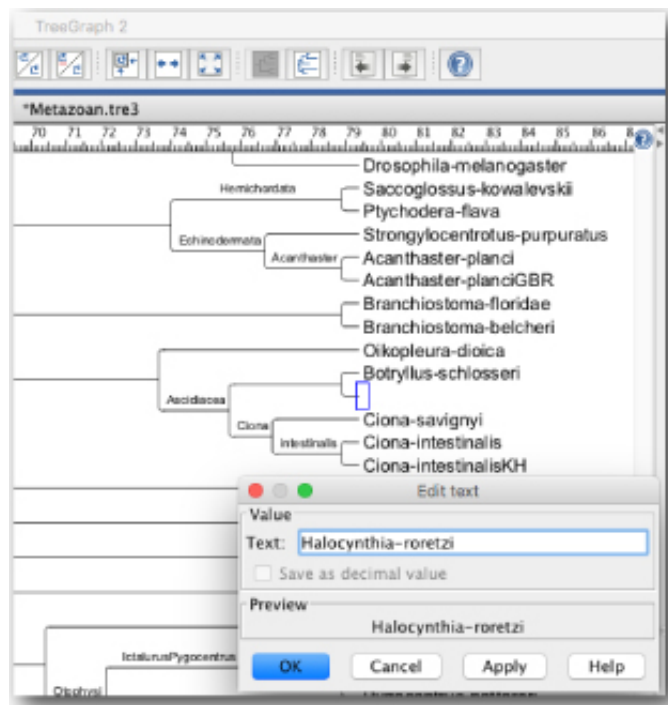 TreeGraph 2
*Metazoan.tre3
70 71 72 73 74 75 76 77 78 79 80 81 82 83 84 85 86 8
Drosophila-melanogaster
Hemichordata
Saccoglossus-kowalevskii
Ptychodera-flava
Echinodermata
Strongylocentrotus-purpuratus
Acanthaster
Acanthaster-planci
Acanthaster-planciGBR
Branchiostoma-floridae
Branchiostoma-belcheri
Oikopleura-dioica
Botryllus-schlosseri
Ascidiacea
Ciona
Ciona-savignyi
Intestinalis
Ciona-intestinalis
Ciona-intestinalisKH
Edit text
Value
Text: Halocynthia-roretzi
Save as decimal value
Preview
Halocynthia-roretzi
IctalurusPygocentrus
OK Cancel Apply Help